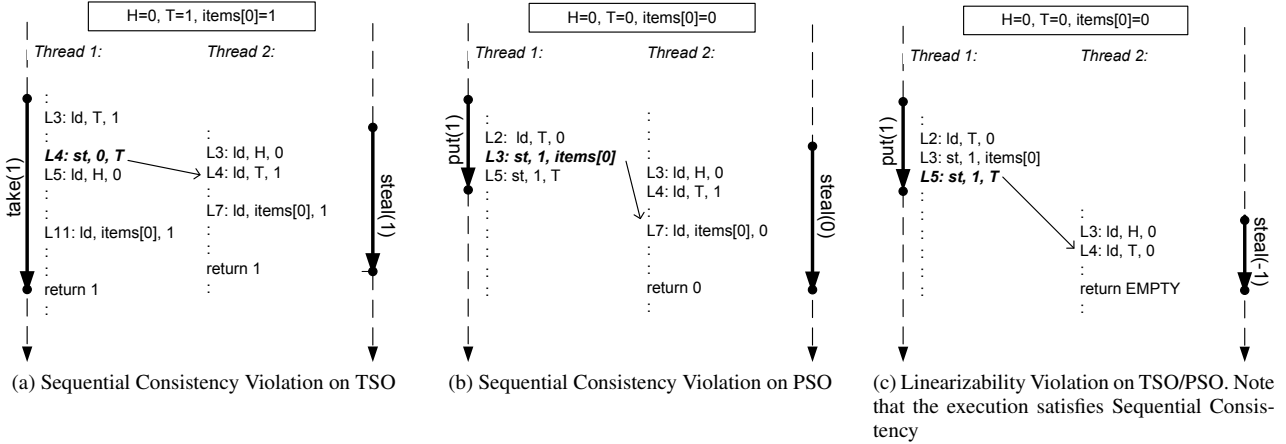 H=0, T=1, items[0]=1
Thread 1:
Thread 2:
take(1)
:
L3: ld, T, 1
:
:
L4: st, 0, T
L5: ld, H, 0
:
:
L11: ld, items[0], 1
:
:
return 1
:
:
L3: ld, H, 0
L4: ld, T, 1
:
L7: ld, items[0], 1
:
:
return 1
:
steal(1)
(a) Sequential Consistency Violation on TSO
H=0, T=0, items[0]=0
Thread 1:
Thread 2:
put(1)
:
L2: ld, T, 0
L3: st, 1, items[0]
L5: st, 1, T
:
:
:
:
:
:
:
:
:
L3: ld, H, 0
L4: ld, T, 1
:
L7: ld, items[0], 0
:
:
return 0
:
steal(0)
(b) Sequential Consistency Violation on PSO
H=0, T=0, items[0]=0
Thread 1:
Thread 2:
put(1)
:
L2: ld, T, 0
L3: st, 1, items[0]
L5: st, 1, T
:
:
:
:
:
:
:
L3: ld, H, 0
L4: ld, T, 0
:
return EMPTY
:
steal(-1)
(c) Linearizability Violation on TSO/PSO. Note
that the execution satisfies Sequential Consis-
tency